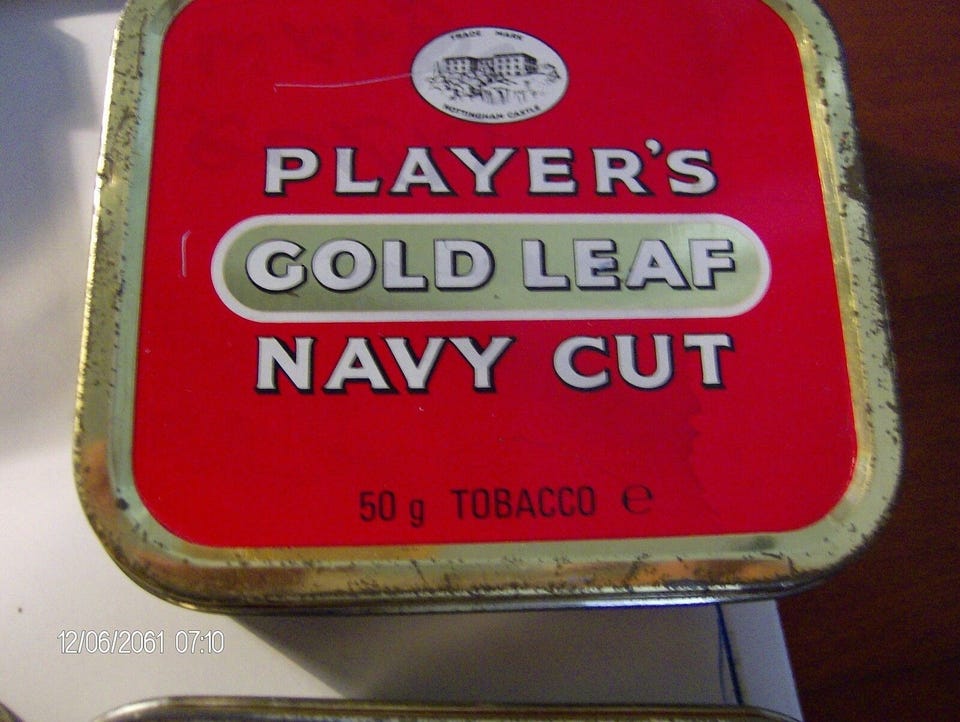 TRADE MARK
NOTTINGHAM CASTLE
PLAYER'S
GOLD LEAF
NAVY CUT
50 g TOBACCO ℮
12/06/2061 07:10